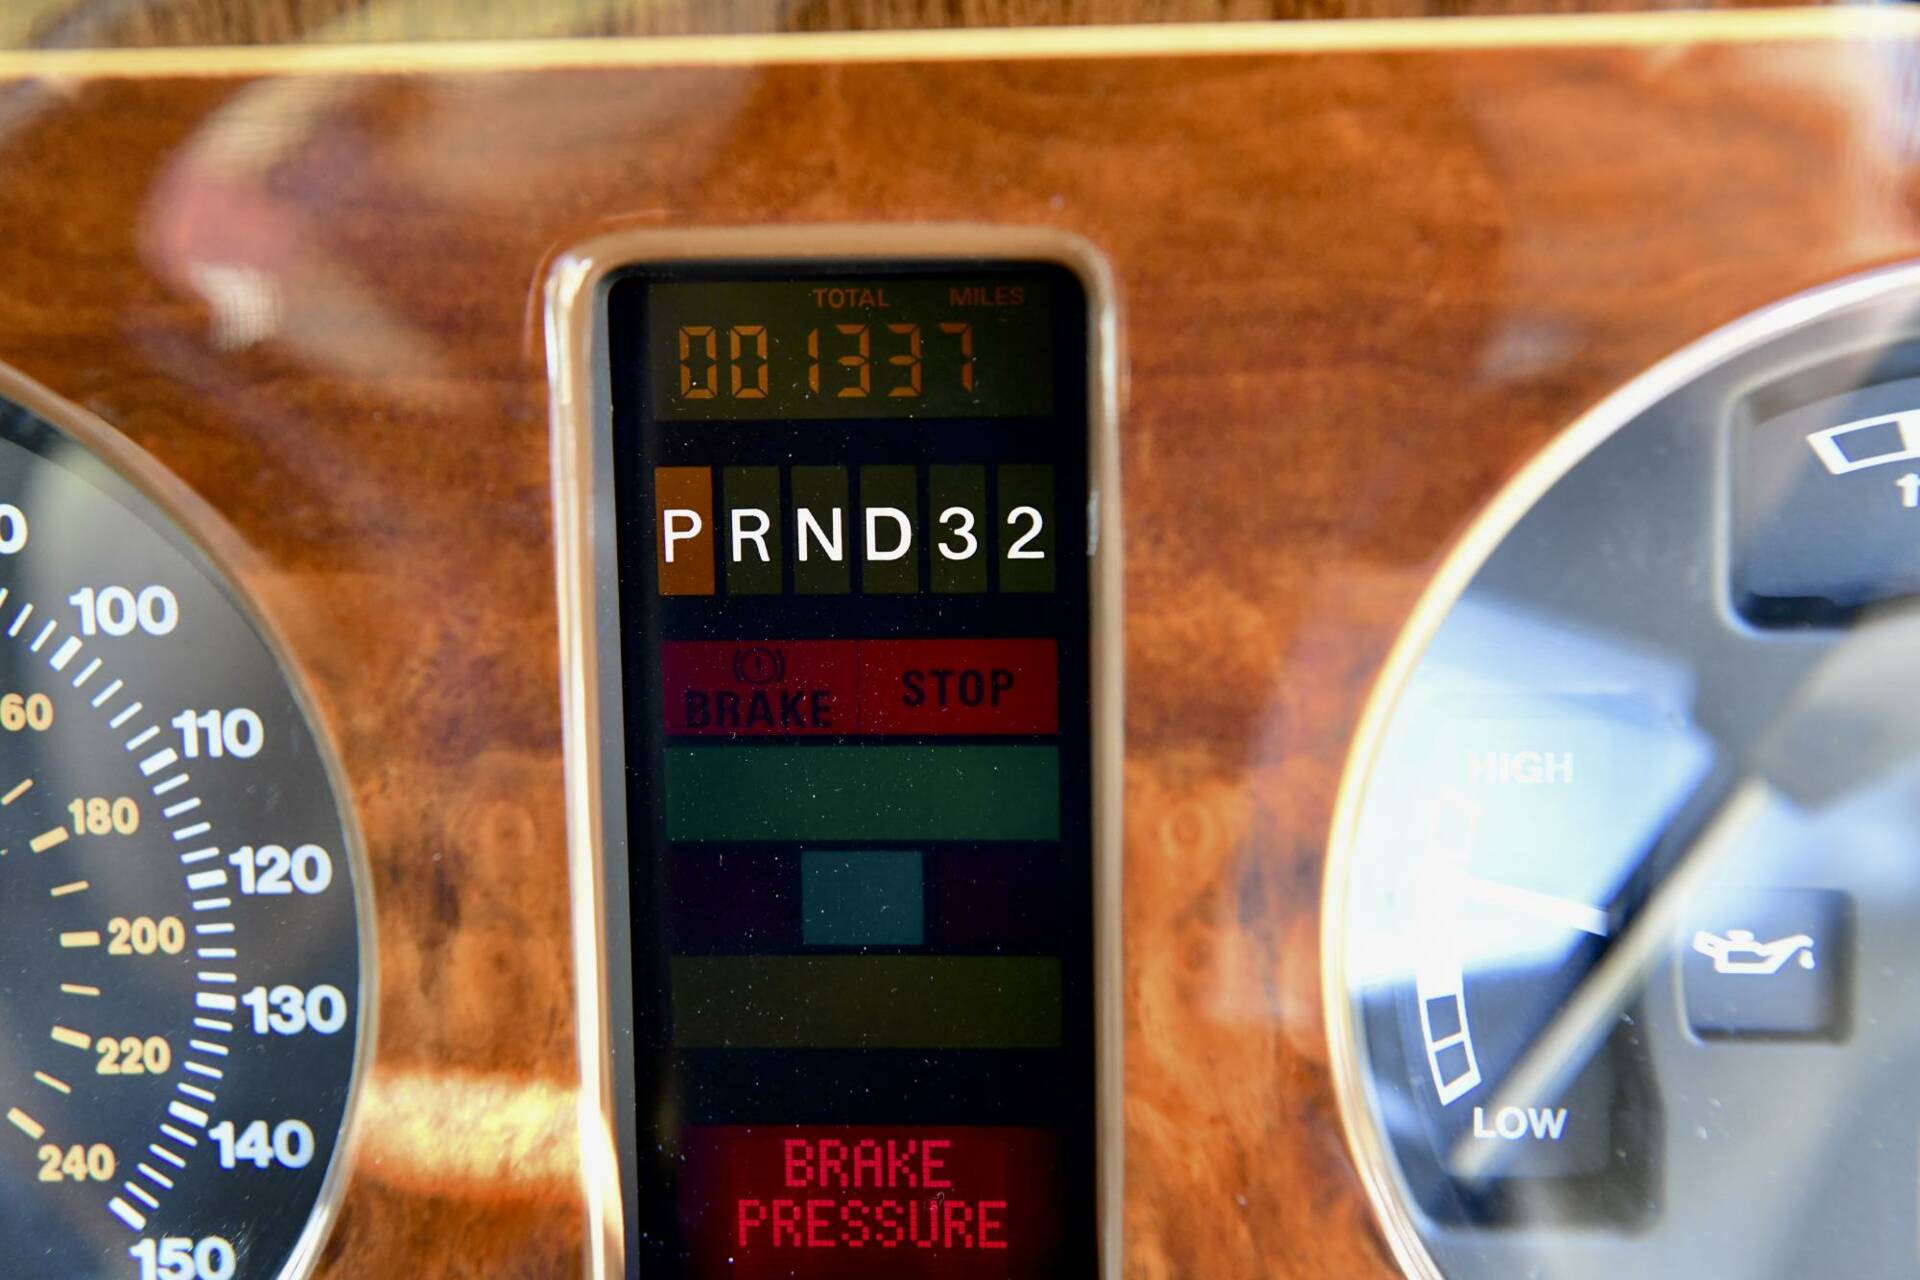 TOTAL MILES
001337
PRND32
BRAKE
STOP
BRAKE
PRESSURE
100
110
120
130
140
150
180
200
220
240
HIGH
LOW